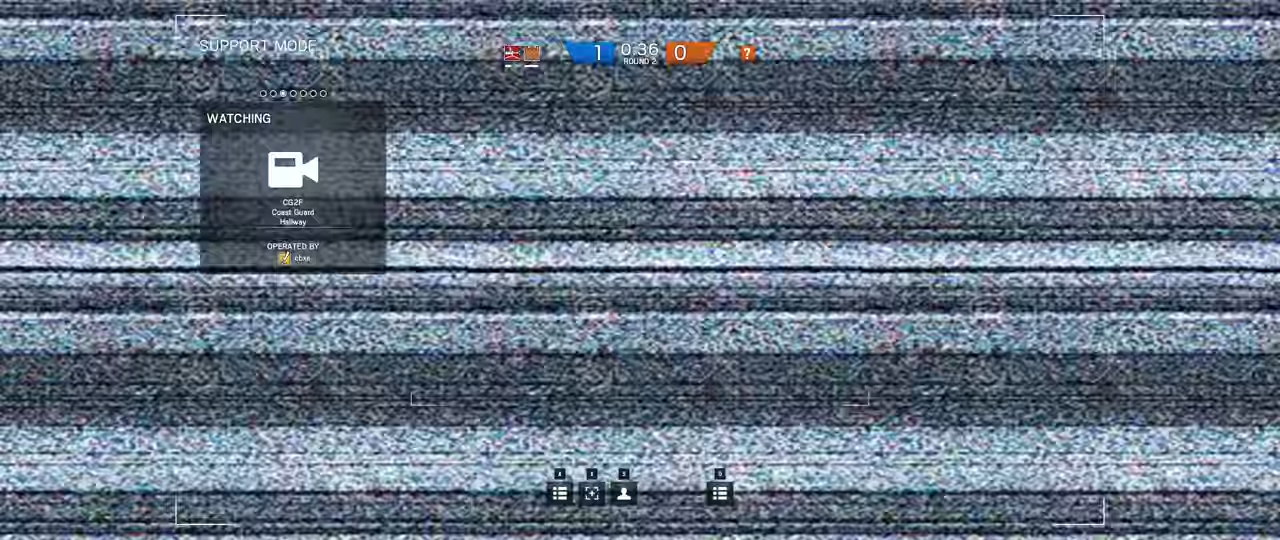 SUPPORT MODE
1 0:36 0 ?
ROUND 2
WATCHING
CG2F
Coast Guard
Hallway
OPERATED BY